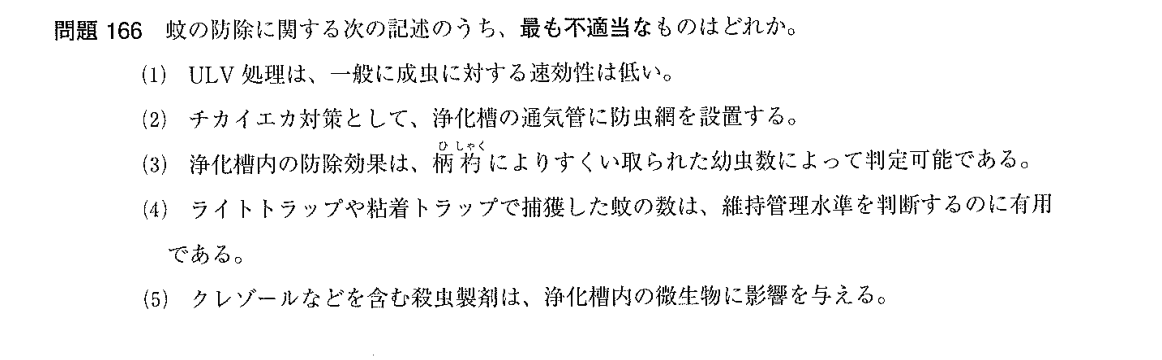 問題 166　蚊の防除に関する次の記述のうち、最も不適当なものはどれか。
(1)　ULV 処理は、一般に成虫に対する速効性は低い。
(2)　チカイエカ対策として、浄化槽の通気管に防虫網を設置する。
ひ しゃく
(3)　浄化槽内の防除効果は、柄杓によりすくい取られた幼虫数によって判定可能である。
(4)　ライトトラップや粘着トラップで捕獲した蚊の数は、維持管理水準を判断するのに有用
である。
(5)　クレゾールなどを含む殺虫製剤は、浄化槽内の微生物に影響を与える。